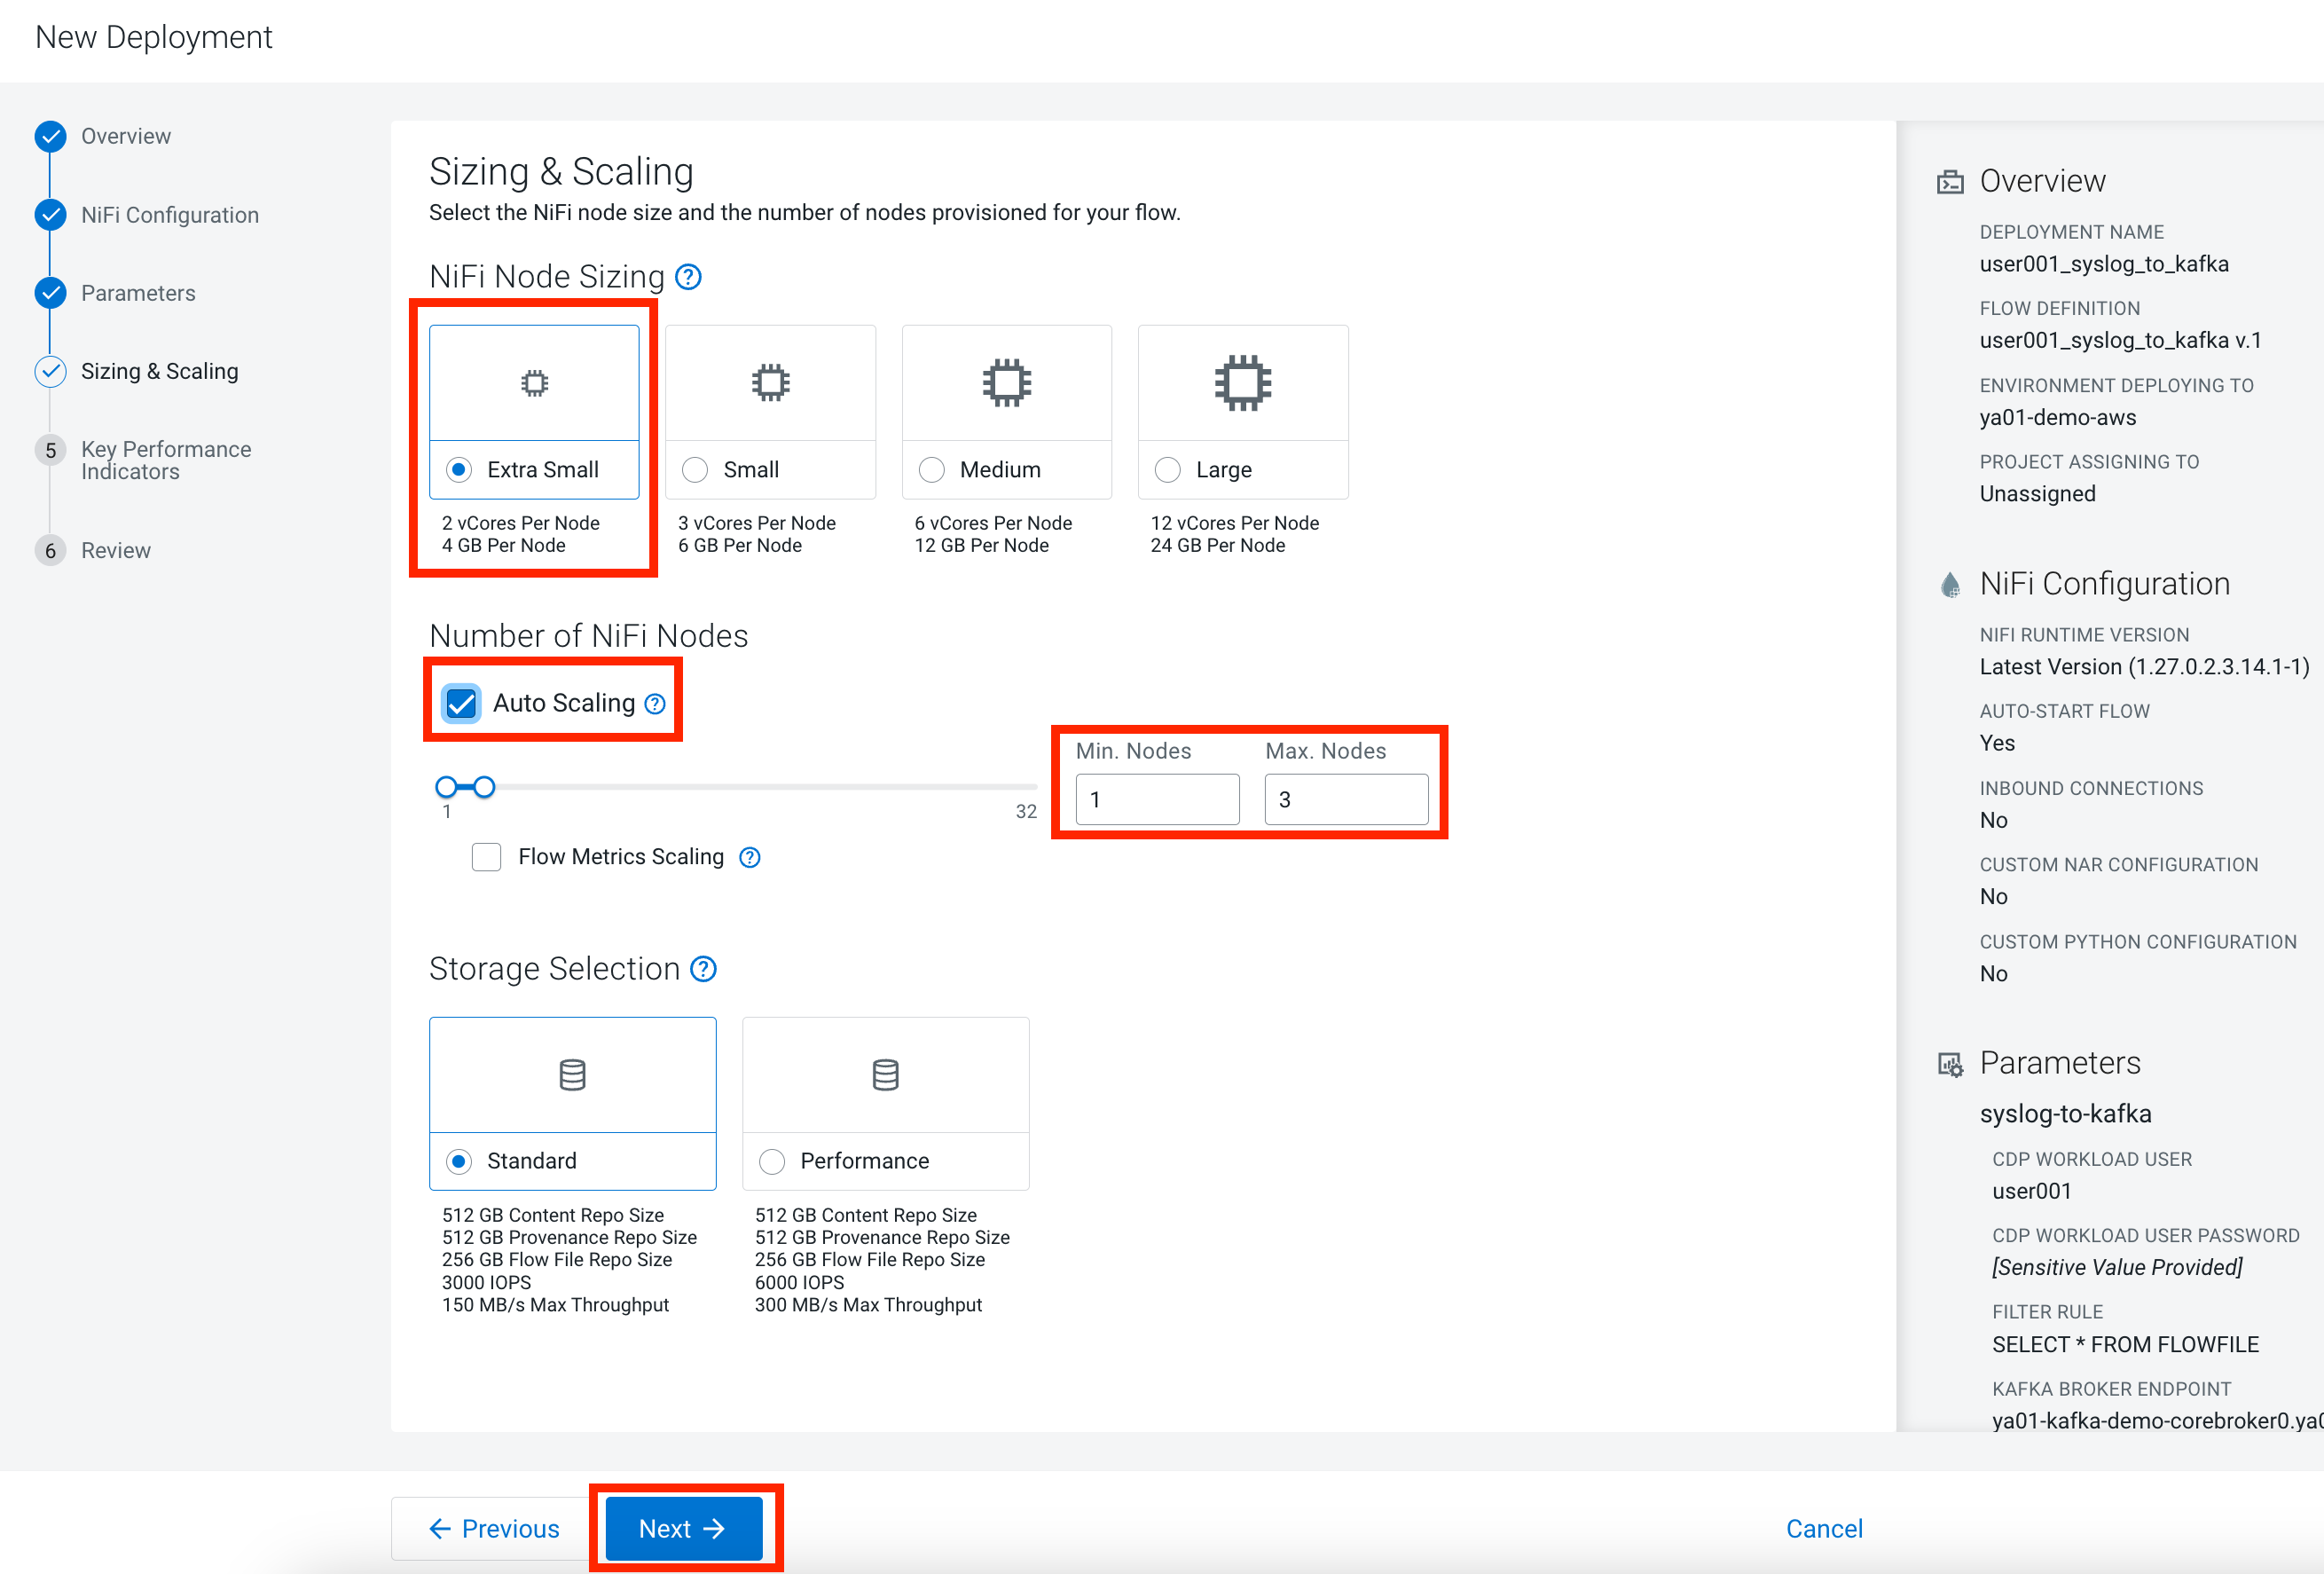 New Deployment
Overview
NiFi Configuration
Parameters
Sizing & Scaling
5 Key Performance
Indicators
6 Review
Sizing & Scaling
Select the NiFi node size and the number of nodes provisioned for your flow.
NiFi Node Sizing ?
Extra Small
2 vCores Per Node
4 GB Per Node
Small
3 vCores Per Node
6 GB Per Node
Medium
6 vCores Per Node
12 GB Per Node
Large
12 vCores Per Node
24 GB Per Node
Number of NiFi Nodes
Auto Scaling ?
1
32
Min. Nodes
1
Max. Nodes
3
Flow Metrics Scaling ?
Storage Selection ?
Standard
512 GB Content Repo Size
512 GB Provenance Repo Size
256 GB Flow File Repo Size
3000 IOPS
150 MB/s Max Throughput
Performance
512 GB Content Repo Size
512 GB Provenance Repo Size
256 GB Flow File Repo Size
6000 IOPS
300 MB/s Max Throughput
Overview
DEPLOYMENT NAME
user001_syslog_to_kafka
FLOW DEFINITION
user001_syslog_to_kafka v.1
ENVIRONMENT DEPLOYING TO
ya01-demo-aws
PROJECT ASSIGNING TO
Unassigned
NiFi Configuration
NIFI RUNTIME VERSION
Latest Version (1.27.0.2.3.14.1-1)
AUTO-START FLOW
Yes
INBOUND CONNECTIONS
No
CUSTOM NAR CONFIGURATION
No
CUSTOM PYTHON CONFIGURATION
No
Parameters
syslog-to-kafka
CDP WORKLOAD USER
user001
CDP WORKLOAD USER PASSWORD
[Sensitive Value Provided]
FILTER RULE
SELECT * FROM FLOWFILE
KAFKA BROKER ENDPOINT
ya01-kafka-demo-corebroker0.ya0
Previous
Next
Cancel